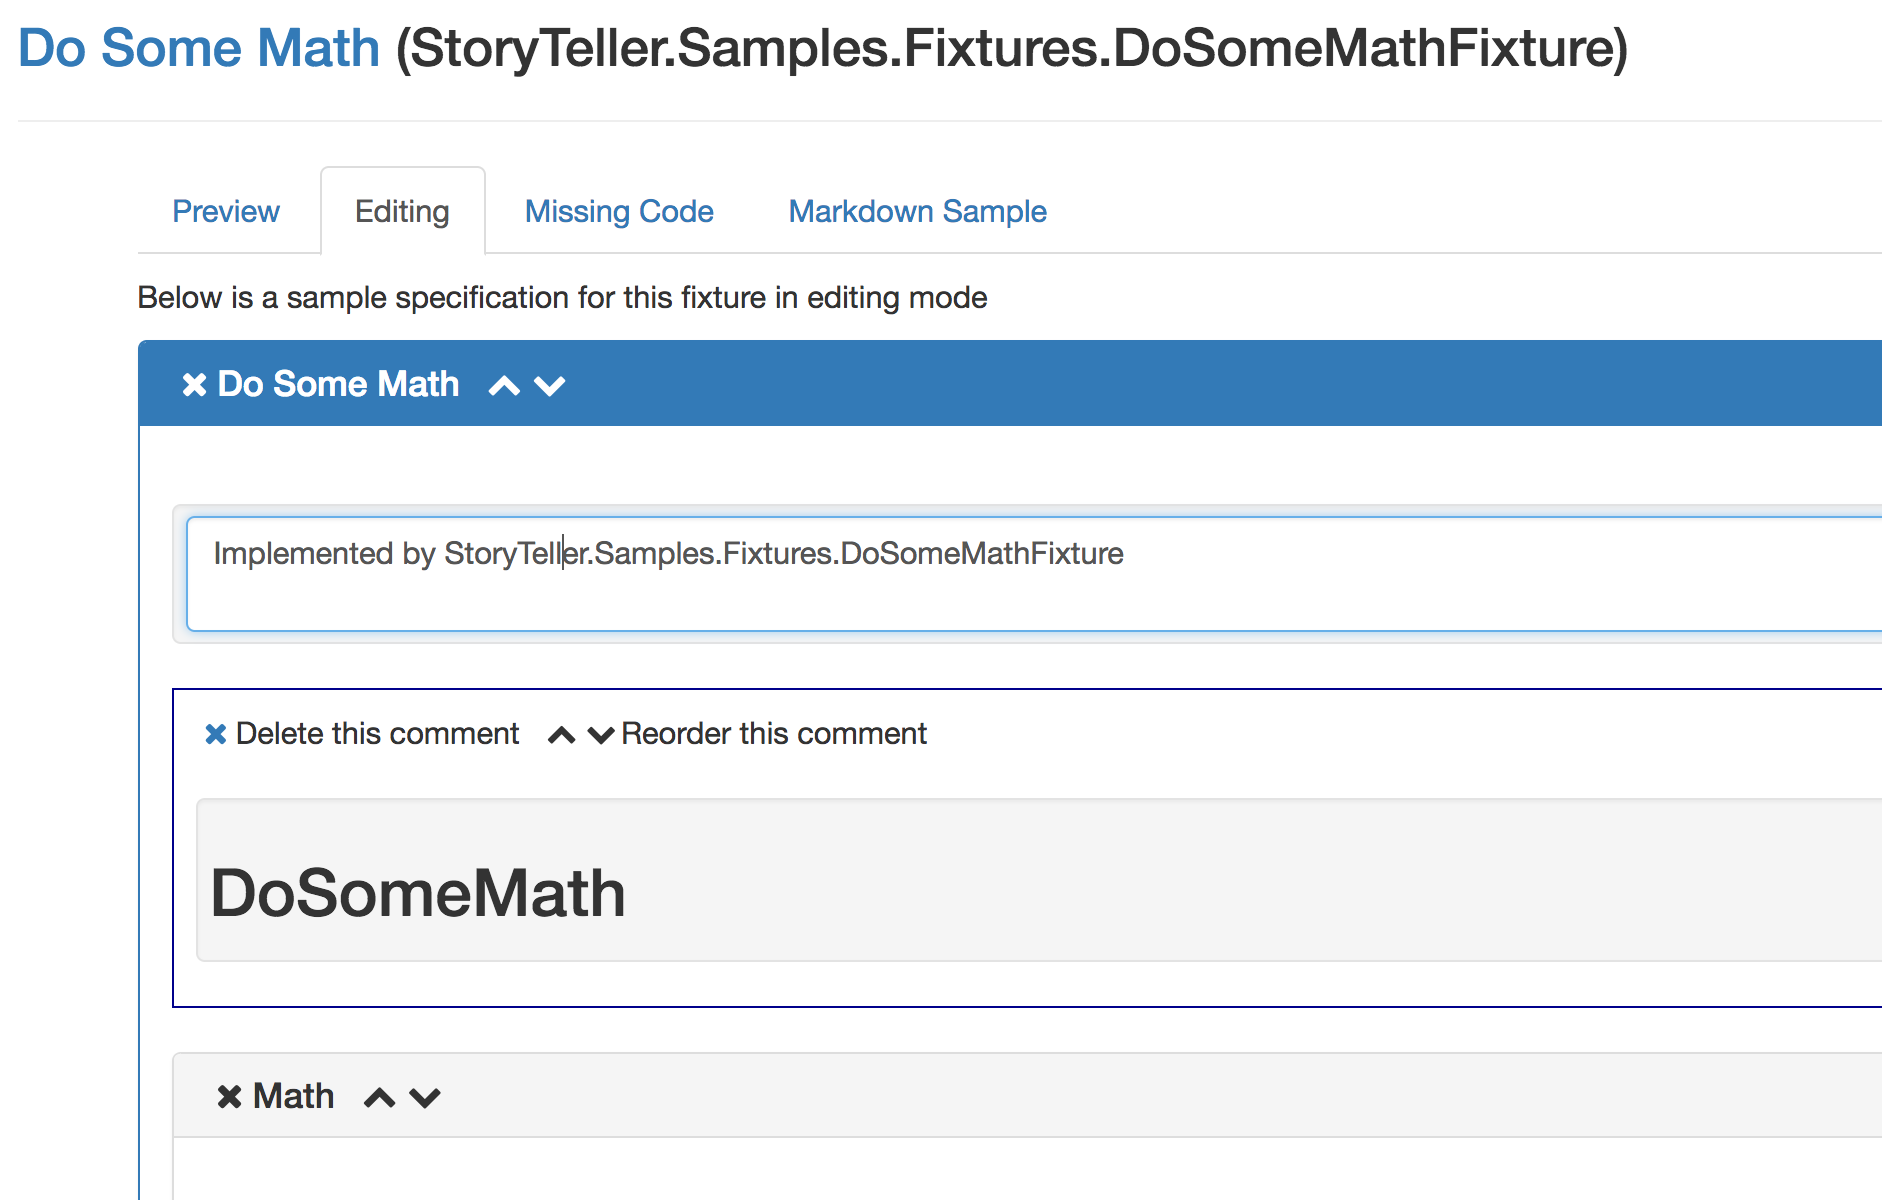 Do Some Math (StoryTeller.Samples.Fixtures.DoSomeMathFixture)
Preview Editing Missing Code Markdown Sample
Below is a sample specification for this fixture in editing mode
Do Some Math
Implemented by StoryTeller.Samples.Fixtures.DoSomeMathFixture
Delete this comment Reorder this comment
DoSomeMath
Math